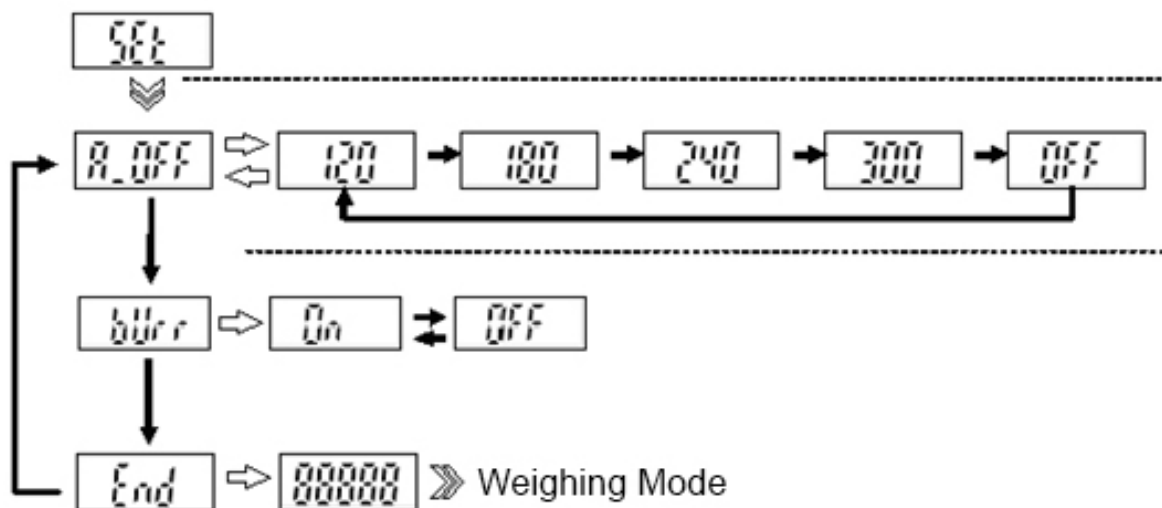 SEt
A_OFF 120 180 240 300 OFF
bUrr On OFF
End 88888 Weighing Mode